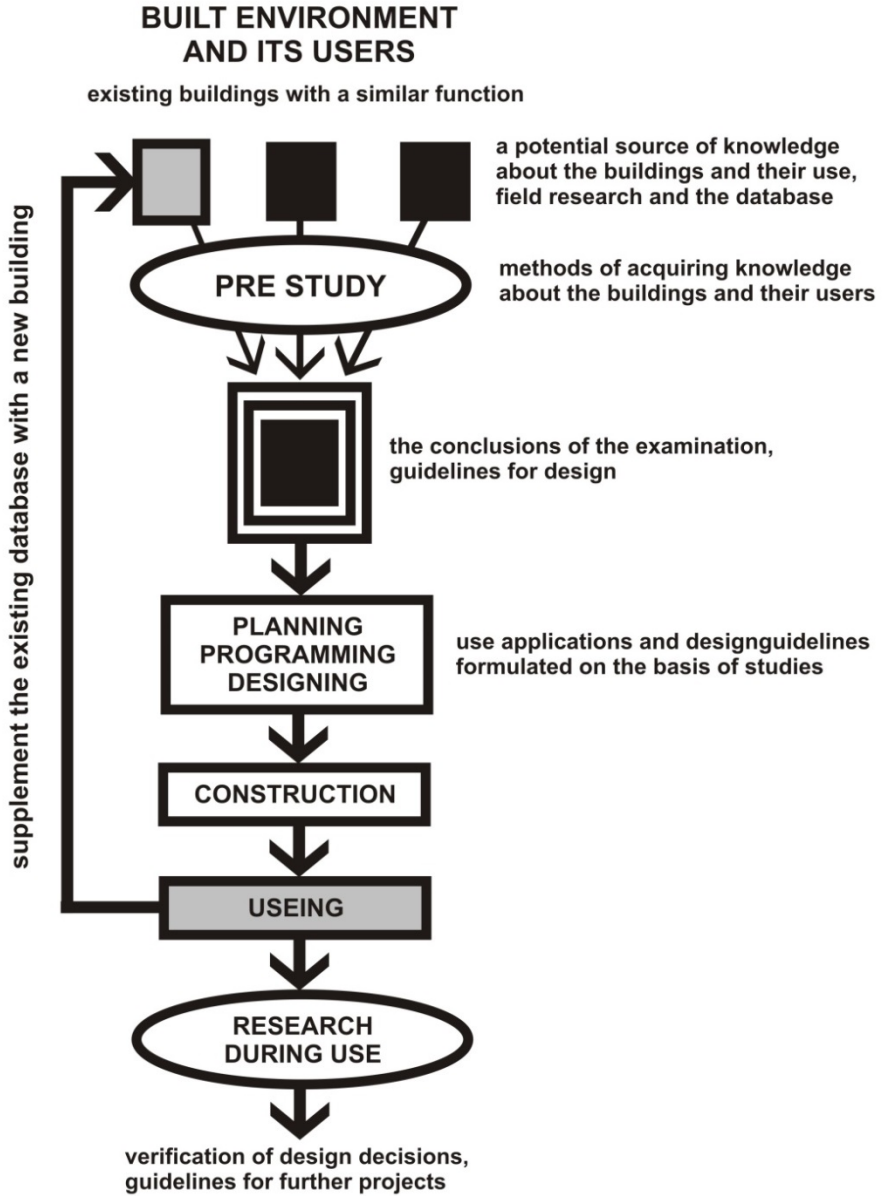 BUILT ENVIRONMENT
AND ITS USERS
existing buildings with a similar function
a potential source of knowledge
about the buildings and their use,
field research and the database
PRE STUDY
methods of acquiring knowledge
about the buildings and their users
the conclusions of the examination,
guidelines for design
PLANNING
PROGRAMMING
DESIGNING
use applications and designguidelines
formulated on the basis of studies
CONSTRUCTION
USEING
RESEARCH
DURING USE
verification of design decisions,
guidelines for further projects
supplement the existing database with a new building